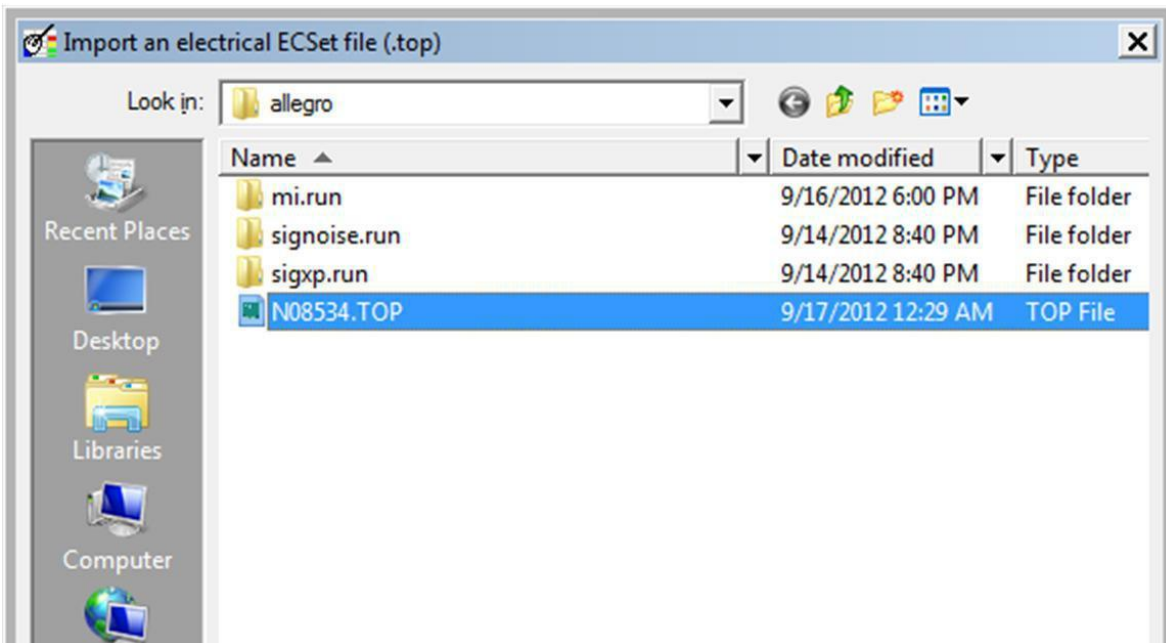 Import an electrical ECSet file (.top)
Look in: allegro
Name Date modified Type
mi.run 9/16/2012 6:00 PM File folder
signoise.run 9/14/2012 8:40 PM File folder
sigxp.run 9/14/2012 8:40 PM File folder
N08534.TOP 9/17/2012 12:29 AM TOP File
Recent Places
Desktop
Libraries
Computer